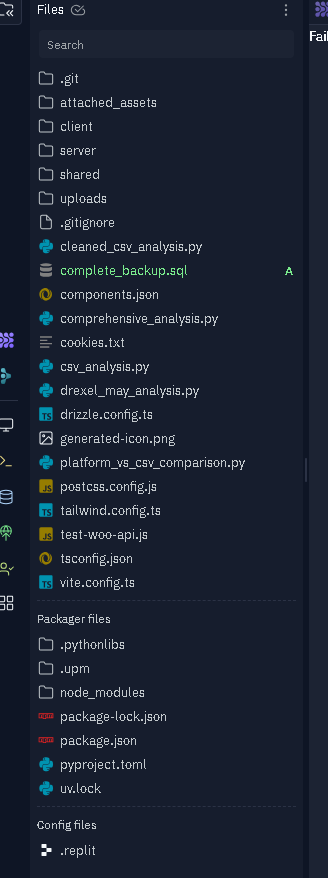 Files
Fail
Search
.git
attached_assets
client
server
shared
uploads
.gitignore
cleaned_csv_analysis.py
complete_backup.sql A
components.json
comprehensive_analysis.py
cookies.txt
csv_analysis.py
drexel_may_analysis.py
drizzle.config.ts
generated-icon.png
platform_vs_csv_comparison.py
postcss.config.js
tailwind.config.ts
test-woo-api.js
tsconfig.json
vite.config.ts
Packager files
.pythonlibs
.upm
node_modules
package-lock.json
package.json
pyproject.toml
uv.lock
Config files
.replit